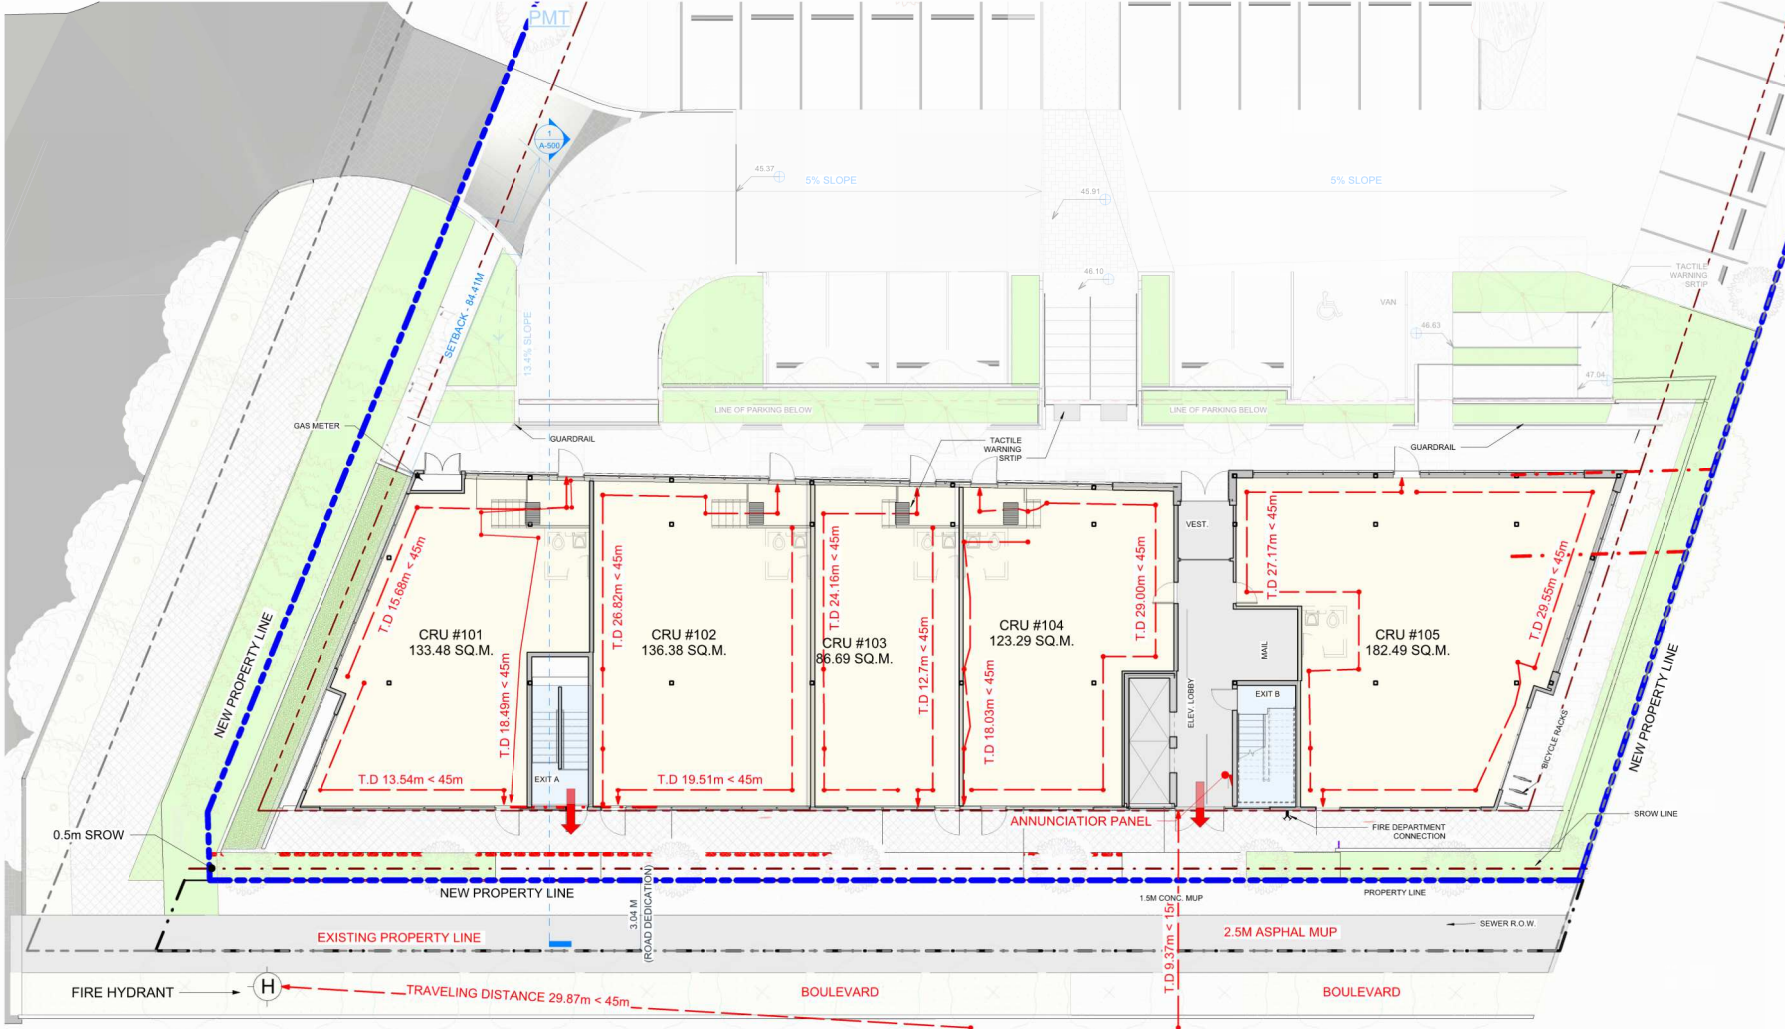 PMT
1
A-500
45.37
5% SLOPE
45.91
5% SLOPE
46.10
TACTILE
WARNING
SRTIP
VAN
SETBACK - 84.41M
13.4% SLOPE
46.63
47.04
LINE OF PARKING BELOW
LINE OF PARKING BELOW
GAS METER
GUARDRAIL
TACTILE
WARNING
SRTIP
GUARDRAIL
VEST.
T.D 15.68m < 45m
T.D 26.82m < 45m
T.D 24.16m < 45m
T.D 29.00m < 45m
T.D 27.17m < 45m
T.D 29.55m < 45m
CRU #101
133.48 SQ.M.
CRU #102
136.38 SQ.M.
CRU #103
86.69 SQ.M.
CRU #104
123.29 SQ.M.
CRU #105
182.49 SQ.M.
MAIL
NEW PROPERTY LINE
T.D 18.49m < 45m
T.D 12.7m < 45m
T.D 18.03m < 45m
ELEV. LOBBY
EXIT B
NEW PROPERTY LINE
BICYCLE RACKS
EXIT A
T.D 13.54m < 45m
T.D 19.51m < 45m
ANNUNCIATIOR PANEL
FIRE DEPARTMENT
CONNECTION
SROW LINE
0.5m SROW
NEW PROPERTY LINE
PROPERTY LINE
3.04 M
(ROAD DEDICATION)
1.5M CONC. MUP
T.D 9.37m < 15m
EXISTING PROPERTY LINE
2.5M ASPHAL MUP
SEWER R.O.W.
FIRE HYDRANT
H
TRAVELING DISTANCE 29.87m < 45m
BOULEVARD
BOULEVARD